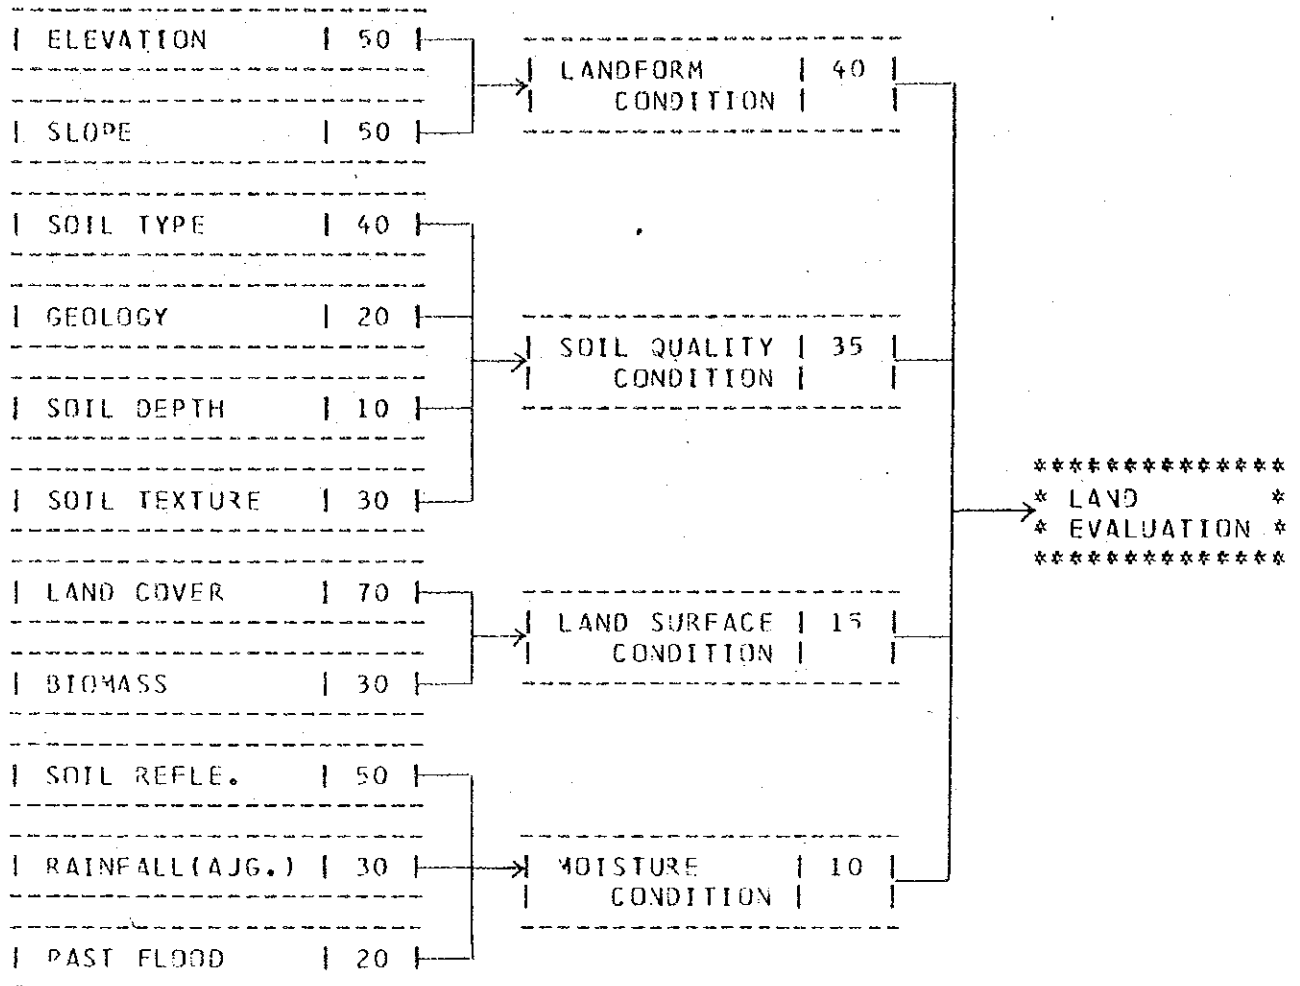 ELEVATION 50
SLOPE 50
SOIL TYPE 40
GEOLOGY 20
SOIL DEPTH 10
SOIL TEXTURE 30
LAND COVER 70
BIOMASS 30
SOIL REFLE. 50
RAINFALL(AJG.) 30
PAST FLOOD 20
LANDFORM 40
CONDITION
SOIL QUALITY 35
CONDITION
LAND SURFACE 15
CONDITION
MOISTURE 10
CONDITION
**************
* LAND *
* EVALUATION *
**************